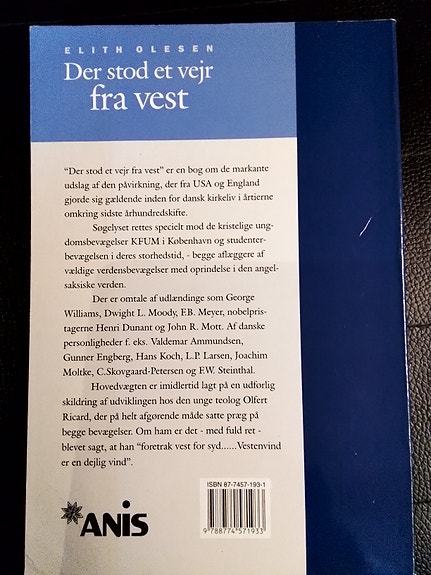 ELITH OLESEN
Der stod et vejr
fra vest
"Der stod et vejr fra vest" er en bog om de markante
udslag af den påvirkning, der fra USA og England
gjorde sig gældende inden for dansk kirkeliv i årtierne
omkring sidste århundredskifte.
Søgelyset rettes specielt mod de kristelige ung-
domsbevægelser KFUM i København og studenter-
bevægelsen i deres storhedstid, - begge aflæggere af
vældige verdensbevægelser med oprindelse i den angel-
saksiske verden.
Der er omtale af udlændinge som George
Williams, Dwight L. Moody, F.B. Meyer, nobelpris-
tagerne Henri Dunant og John R. Mott. Af danske
personligheder f. eks. Valdemar Ammundsen,
Gunner Engberg, Hans Koch, L.P. Larsen, Joachim
Moltke, C.Skovgaard-Petersen og F.W. Steinthal.
Hovedvægten er imidlertid lagt på en udførlig
skildring af udviklingen hos den unge teolog Olfert
Ricard, der på helt afgørende måde satte præg på
begge bevægelser. Om ham er det - med fuld ret -
blevet sagt, at han "foretrak vest for syd......Vestenvind
er en dejlig vind".
ISBN 87-7457-193-1
9 788774 571933
ANIS